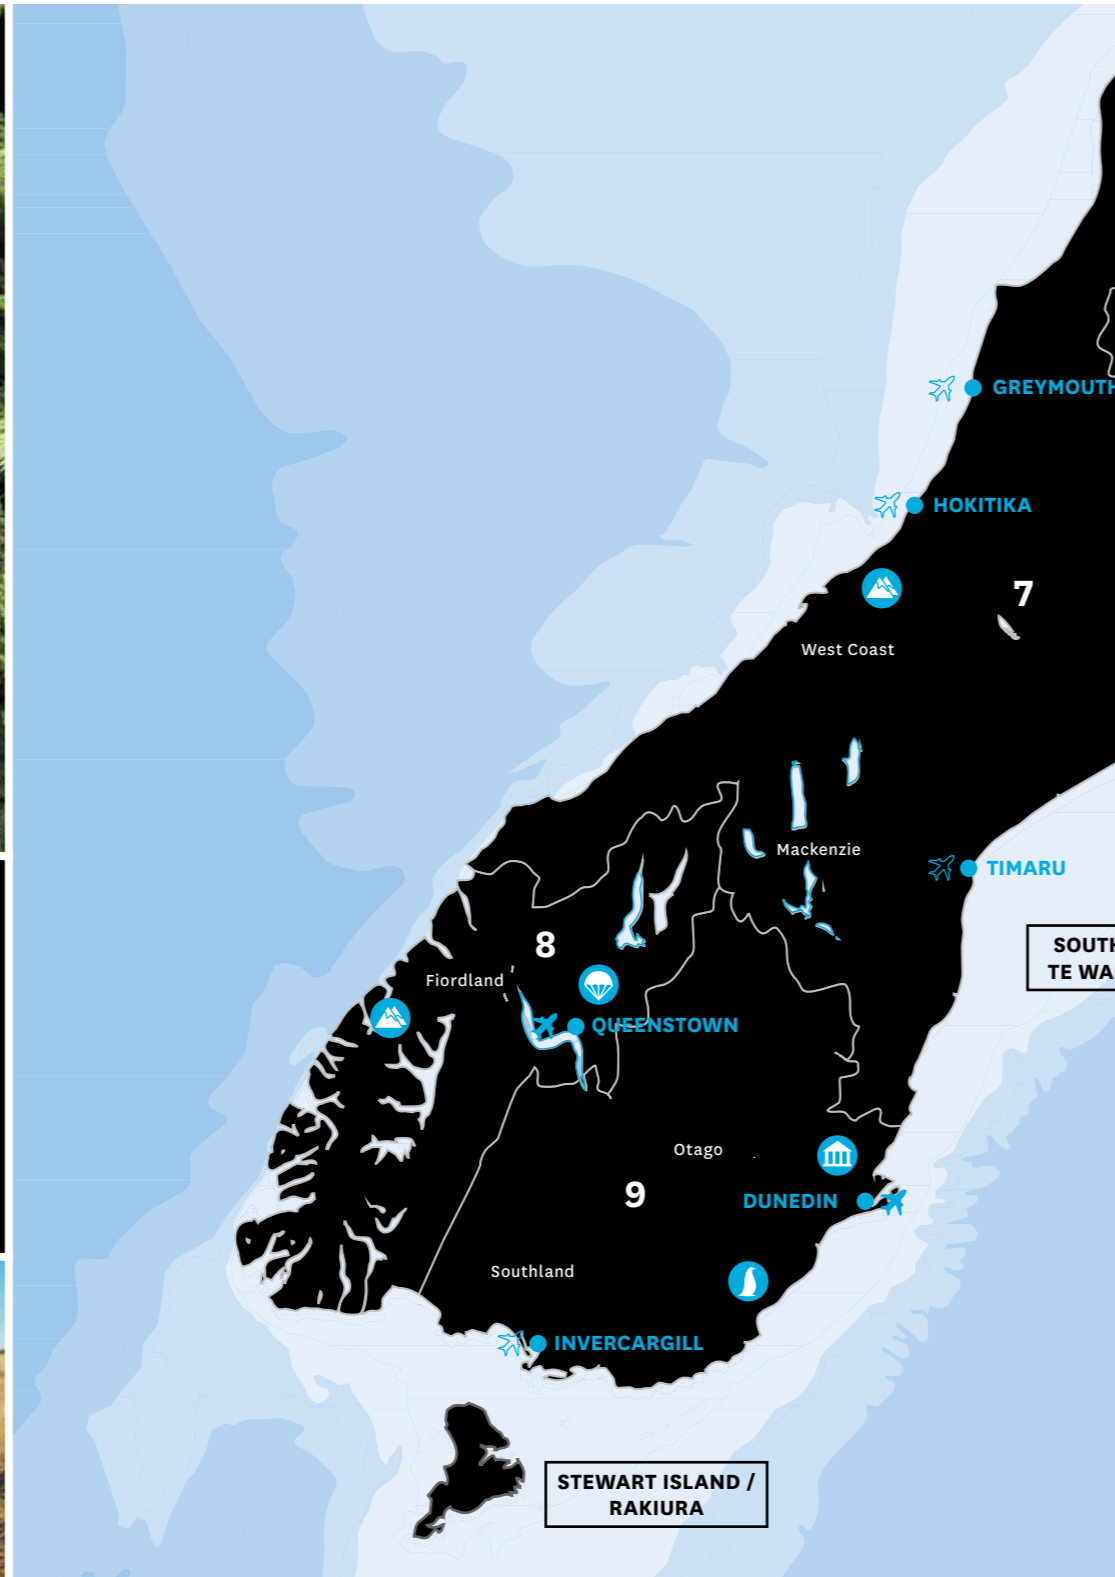 GREYMOUTH
HOKITIKA
7
West Coast
Mackenzie
TIMARU
SOUTH
TE WA
8
Fiordland
QUEENSTOWN
Otago
9
DUNEDIN
Southland
INVERCARGILL
STEWART ISLAND /
RAKIURA